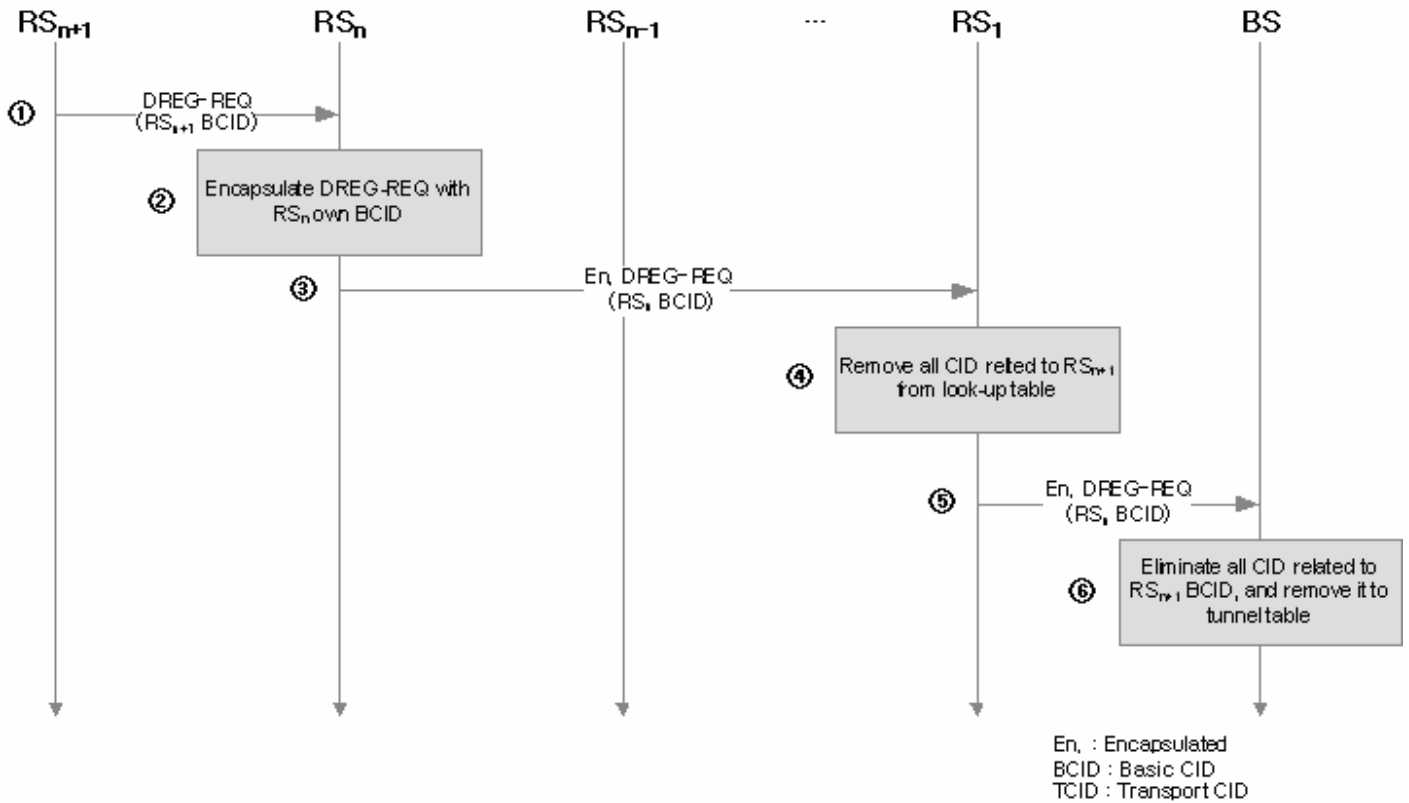 RSn+1 RSn RSn-1 ... RS1 BS
① DREG-REQ
(RSn+1 BCID)
② Encapsulate DREG-REQ with
RSn own BCID
③ En, DREG-REQ
(RSn BCID)
④ Remove all CID relted to RSn+1
from look-up table
⑤ En, DREG-REQ
(RSn BCID)
⑥ Eliminate all CID related to
RSn+1 BCID, and remove it to
tunnel table
En, : Encapsulated
BCID : Basic CID
TCID : Transport CID